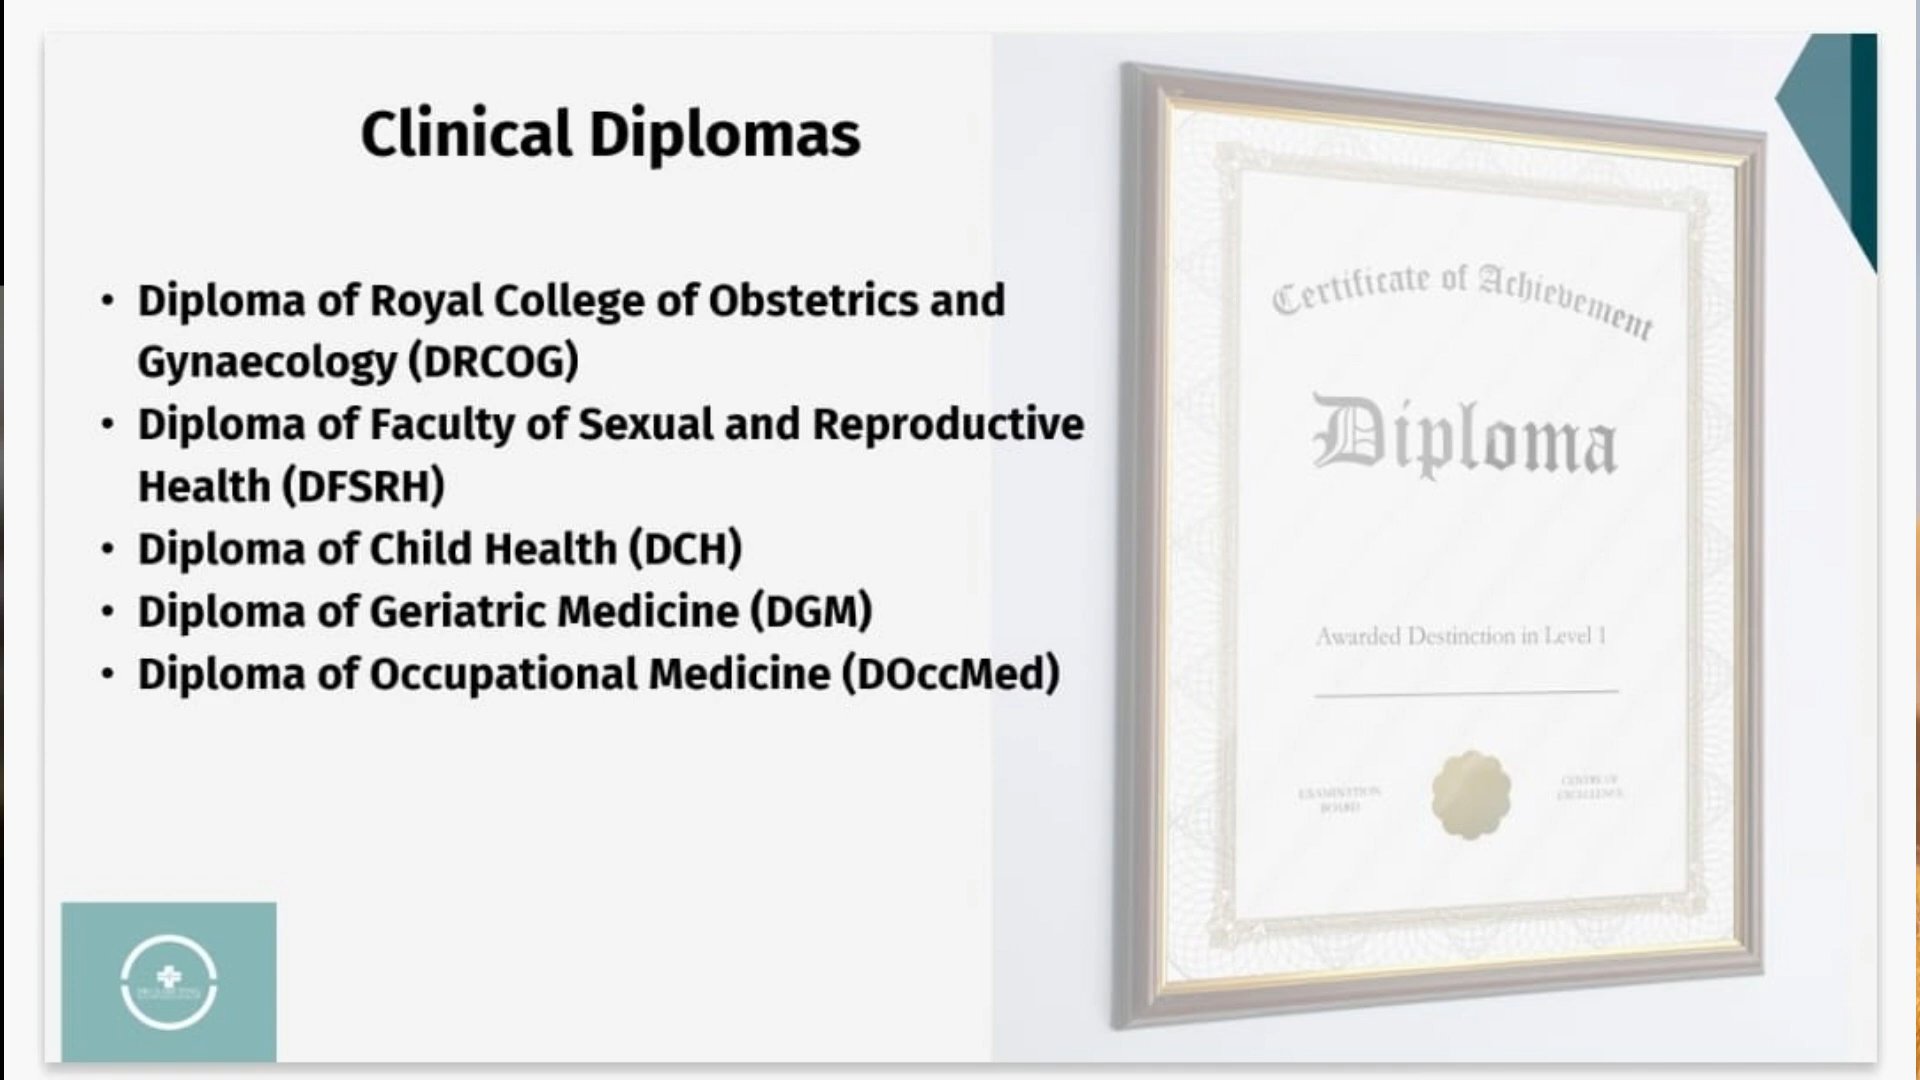 Clinical Diplomas
• Diploma of Royal College of Obstetrics and
Gynaecology (DRCOG)
• Diploma of Faculty of Sexual and Reproductive
Health (DFSRH)
• Diploma of Child Health (DCH)
• Diploma of Geriatric Medicine (DGM)
• Diploma of Occupational Medicine (DOccMed)
Certificate of Achievement
Diploma
Awarded Destinction in Level 1
EXAMINATION
BOARD
CENTRE OF
EXCELLENCE